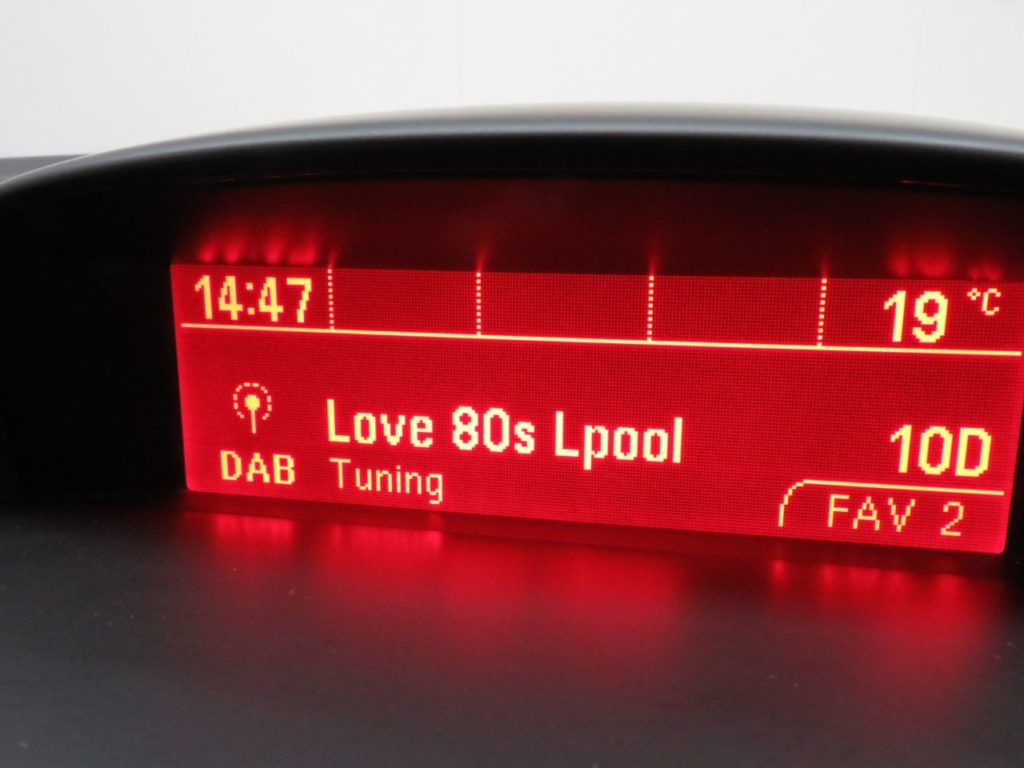 14:47 19 °C
Love 80s Lpool 10D
DAB Tuning FAV 2